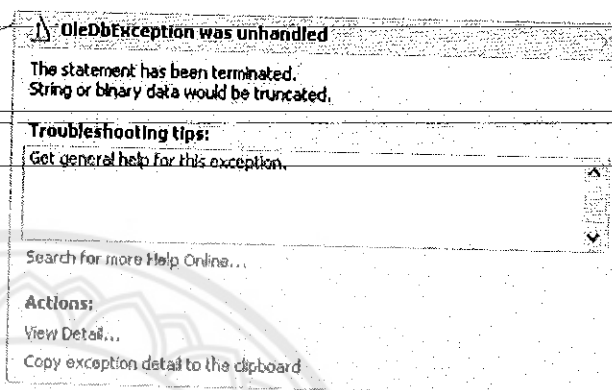 OleDbException was unhandled
The statement has been terminated.
String or binary data would be truncated.
Troubleshooting tips:
Get general help for this exception.
Search for more Help Online...
Actions:
View Detail...
Copy exception detail to the clipboard